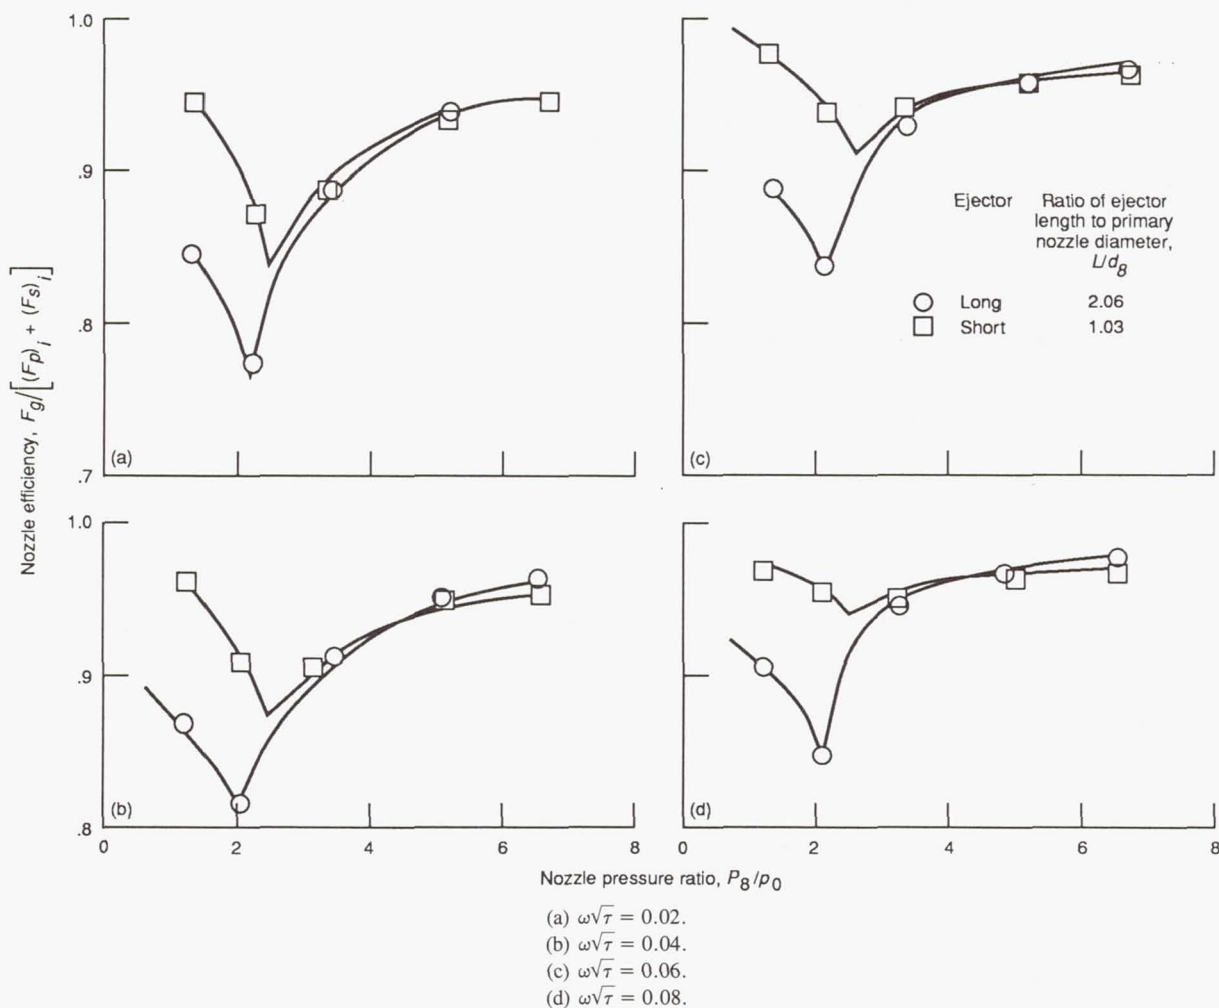 1.0
.9
.8
.7
(a)
(c)
Ejector Ratio of ejector
length to primary
nozzle diameter,
L/d8
Long 2.06
Short 1.03
Nozzle efficiency, Fg/[(Fp)i + (Fs)i]
1.0
.9
.8
(b)
(d)
0 2 4 6 8
0 2 4 6 8
Nozzle pressure ratio, P8/p0
(a) ω√τ = 0.02.
(b) ω√τ = 0.04.
(c) ω√τ = 0.06.
(d) ω√τ = 0.08.